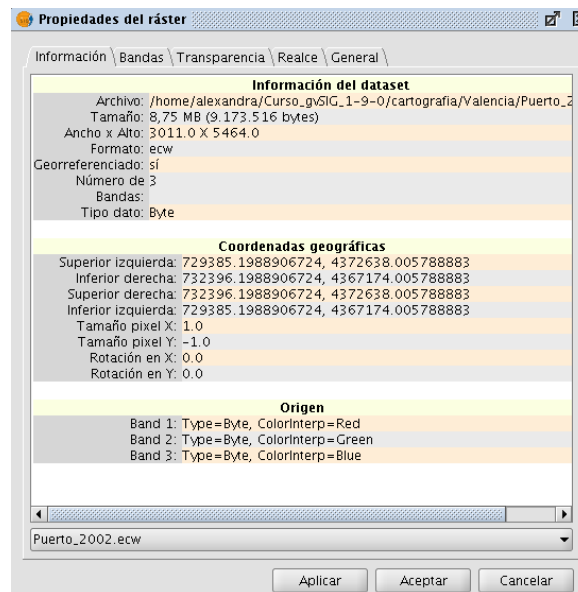 Propiedades del ráster
Información Bandas Transparencia Realce General
Información del dataset
Archivo: /home/alexandra/Curso_gvSIG_1-9-0/cartografia/Valencia/Puerto_2
Tamaño: 8,75 MB (9.173.516 bytes)
Ancho x Alto: 3011.0 X 5464.0
Formato: ecw
Georreferenciado: sí
Número de 3
Bandas:
Tipo dato: Byte
Coordenadas geográficas
Superior izquierda: 729385.1988906724, 4372638.005788883
Inferior derecha: 732396.1988906724, 4367174.005788883
Superior derecha: 732396.1988906724, 4372638.005788883
Inferior izquierda: 729385.1988906724, 4367174.005788883
Tamaño pixel X: 1.0
Tamaño pixel Y: -1.0
Rotación en X: 0.0
Rotación en Y: 0.0
Origen
Band 1: Type=Byte, ColorInterp=Red
Band 2: Type=Byte, ColorInterp=Green
Band 3: Type=Byte, ColorInterp=Blue
Puerto_2002.ecw
Aplicar Aceptar Cancelar